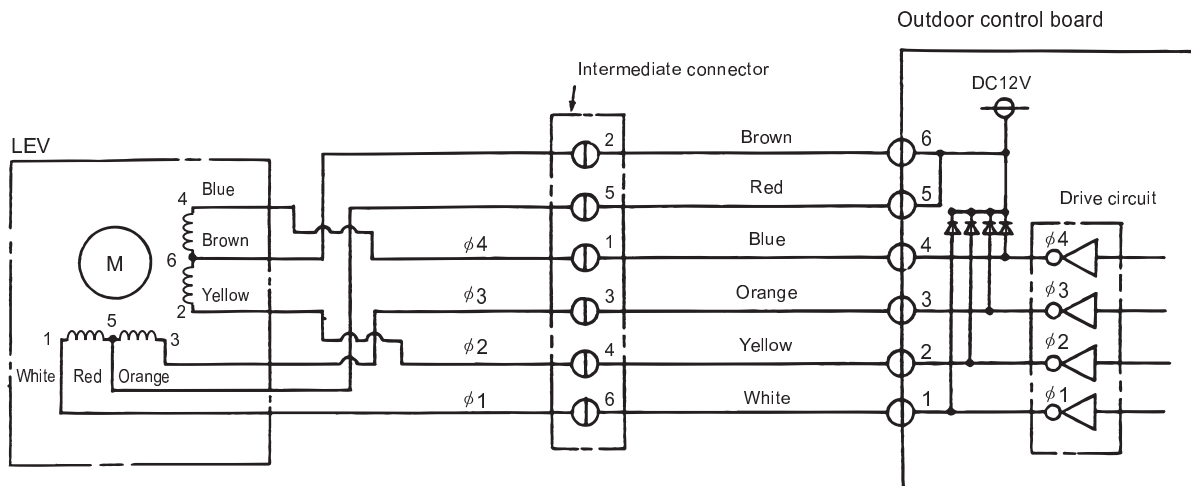 Outdoor control board
Intermediate connector
DC12V
LEV
2 Brown 6
5 Red 5
Drive circuit
4 Blue
Brown
6
M
Yellow
2
ϕ4 1 Blue 4 ϕ4
ϕ3 3 Orange 3 ϕ3
1 5 3
ϕ2 4 Yellow 2 ϕ2
White Red Orange
ϕ1 6 White 1 ϕ1